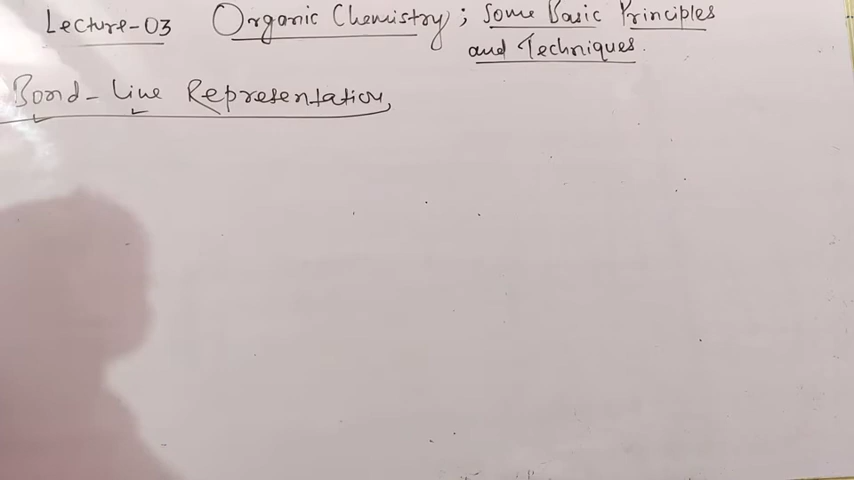 Lecture-03 Organic Chemistry; Some Basic Principles
and Techniques.
Bond-Line Representation,